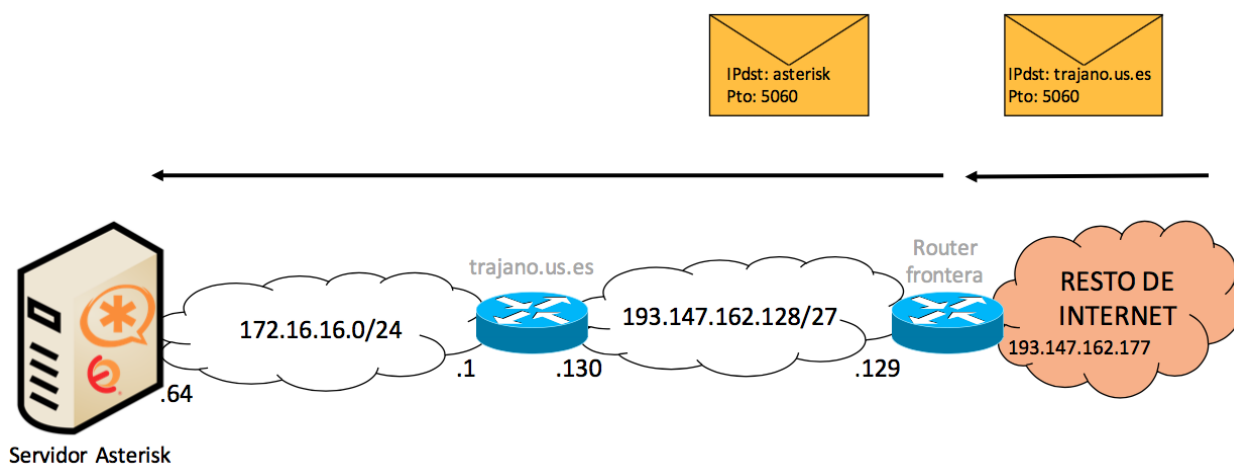 IPdst: asterisk
Pto: 5060
IPdst: trajano.us.es
Pto: 5060
trajano.us.es
Router
frontera
172.16.16.0/24
193.147.162.128/27
RESTO DE
INTERNET
193.147.162.177
.64
.1
.130
.129
Servidor Asterisk